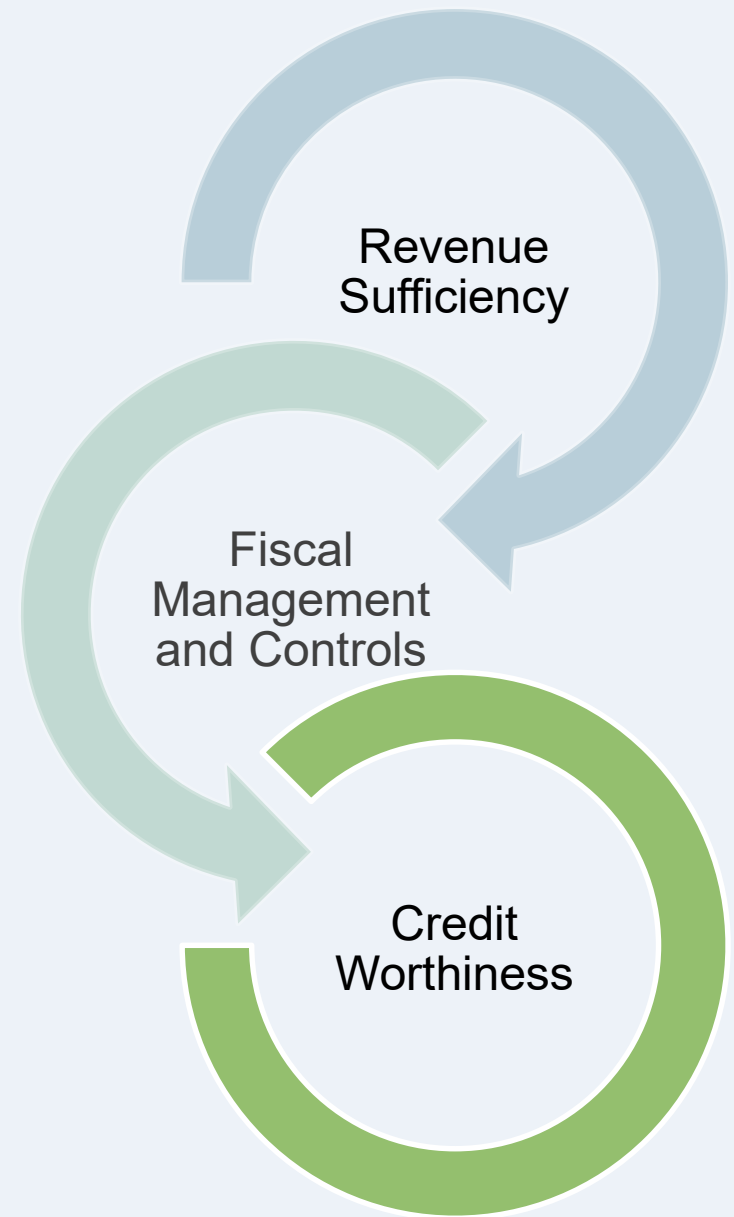 Revenue
Sufficiency
Fiscal
Management
and Controls
Credit
Worthiness